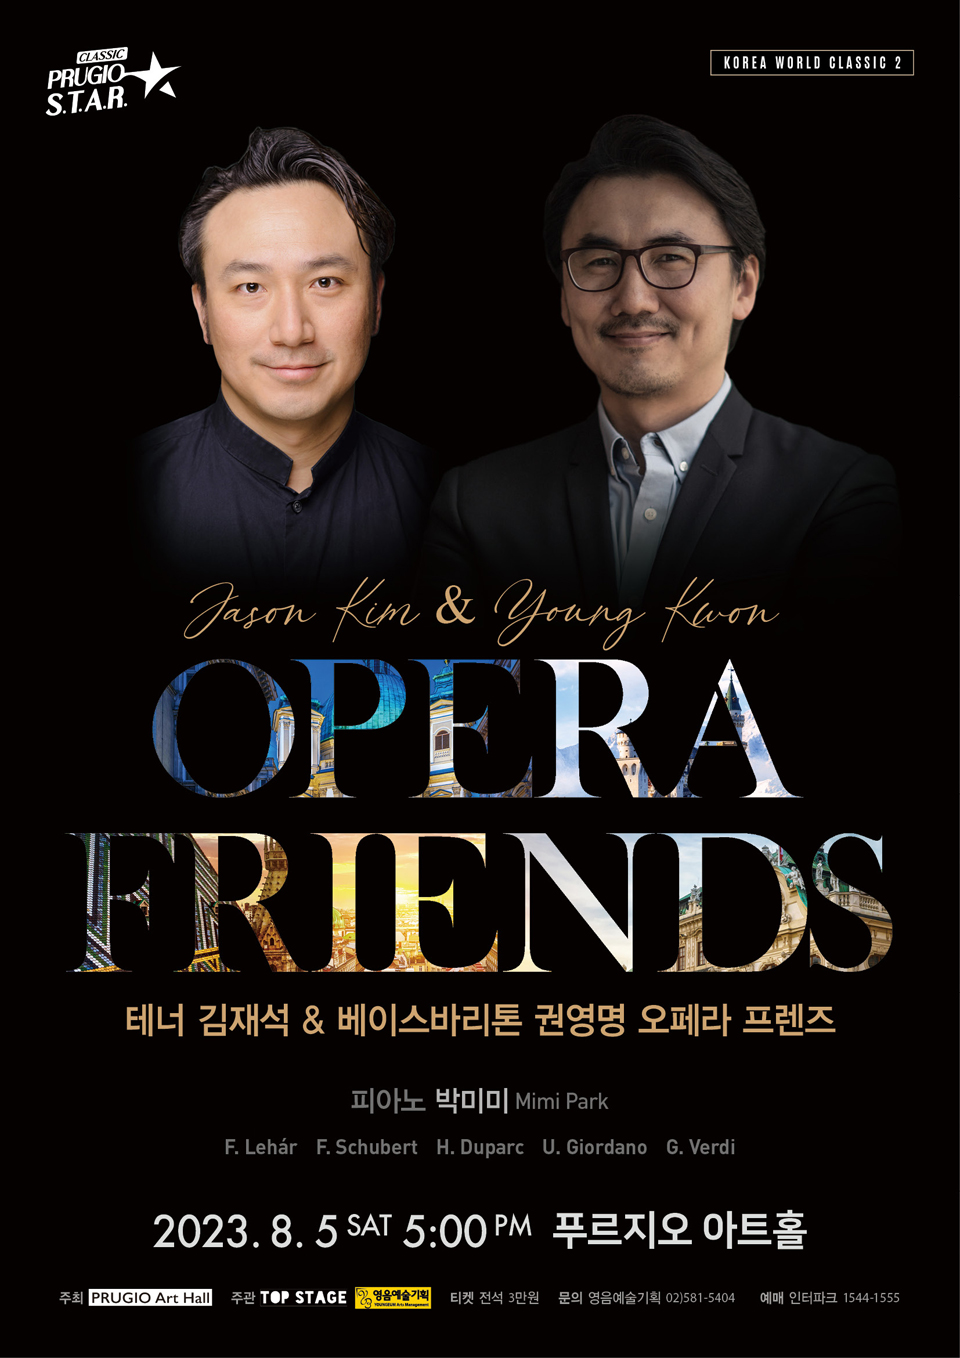 CLASSIC
PRUGIO
S.T.A.R.
KOREA WORLD CLASSIC 2
Jason Kim & Young Kwon
OPERA
FRIENDS
테너 김재석 & 베이스바리톤 권영명 오페라 프렌즈
피아노 박미미 Mimi Park
F. Lehár F. Schubert H. Duparc U. Giordano G. Verdi
2023. 8. 5 SAT 5:00 PM 푸르지오 아트홀
주최 PRUGIO Art Hall 주관 TOP STAGE 영음예술기획 YOUNGEUM Arts Management 티켓 전석 3만원 문의 영음예술기획 02)581-5404 예매 인터파크 1544-1555